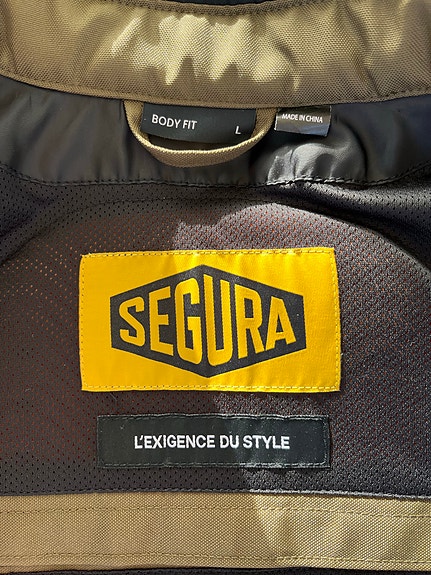 BODY FIT L
MADE IN CHINA
SEGURA
L'EXIGENCE DU STYLE